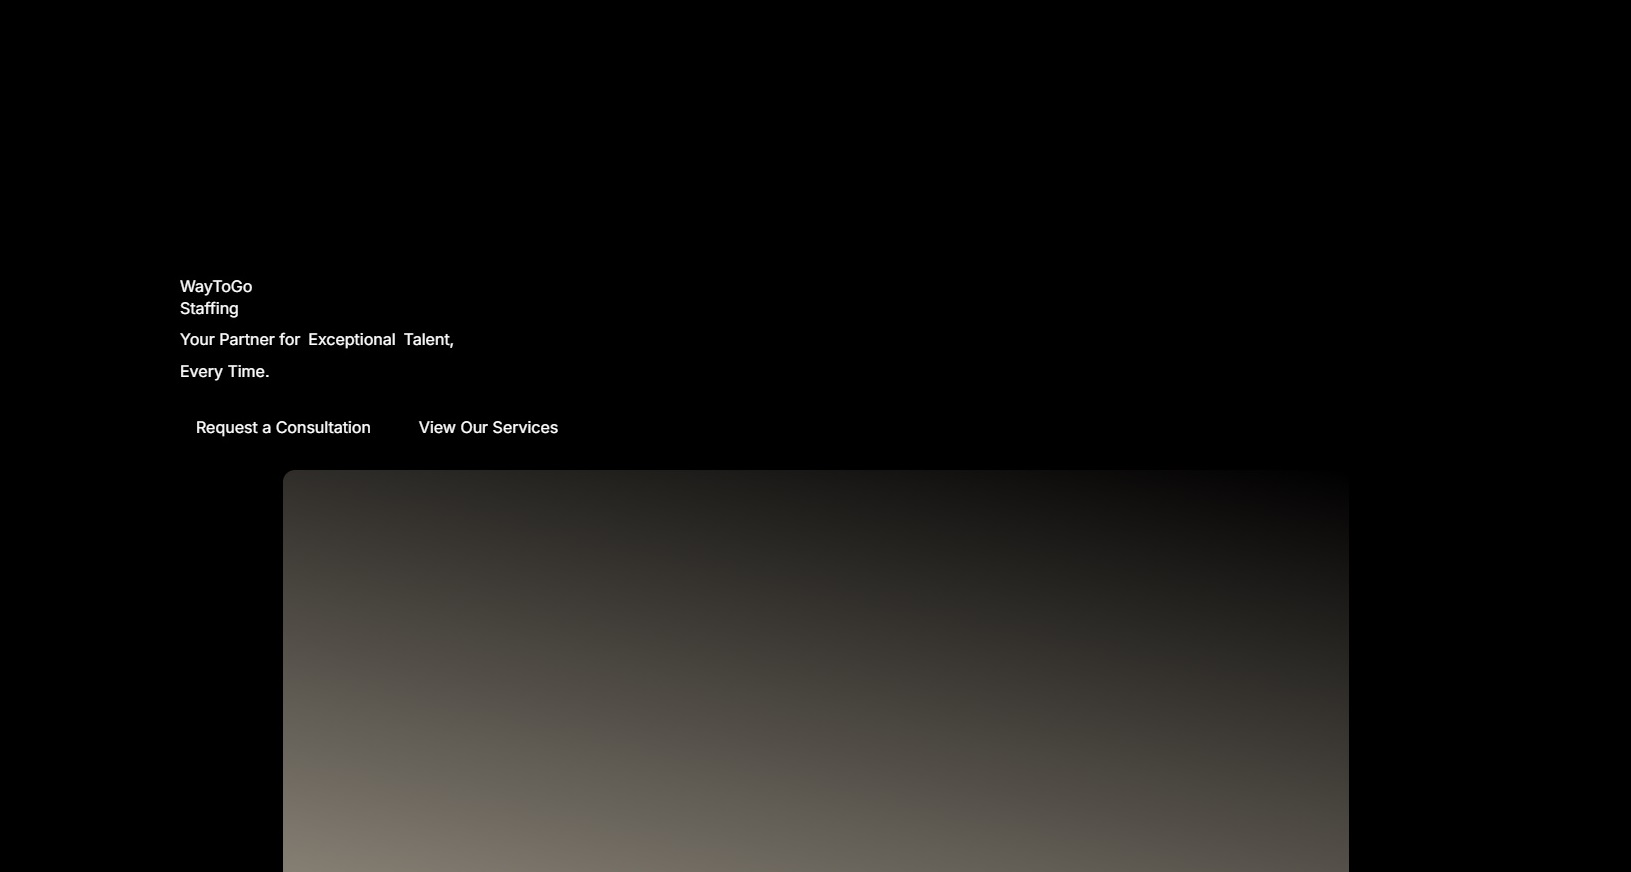 WayToGo
Staffing
Your Partner for Exceptional Talent,
Every Time.
Request a Consultation
View Our Services